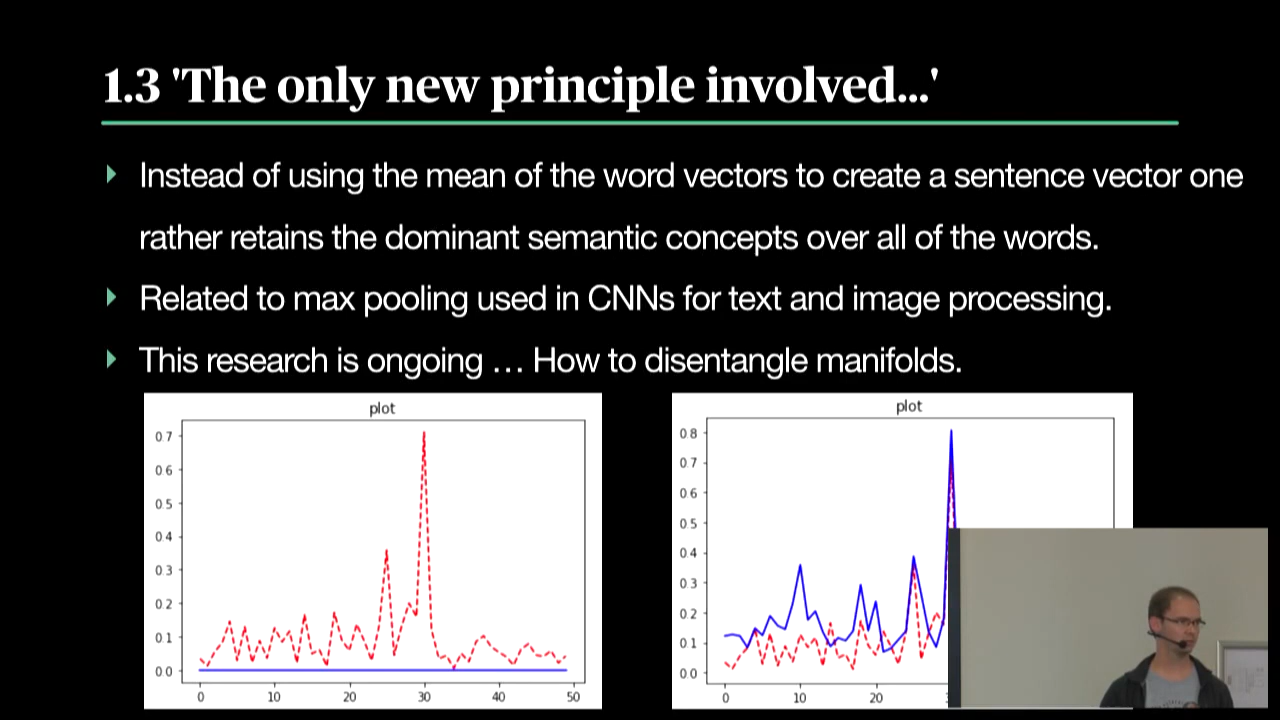 1.3 'The only new principle involved...'
Instead of using the mean of the word vectors to create a sentence vector one
rather retains the dominant semantic concepts over all of the words.
Related to max pooling used in CNNs for text and image processing.
This research is ongoing … How to disentangle manifolds.
plot
0.7
0.6
0.5
0.4
0.3
0.2
0.1
0.0
0 10 20 30 40 50
plot
0.8
0.7
0.6
0.5
0.4
0.3
0.2
0.1
0.0
0 10 20